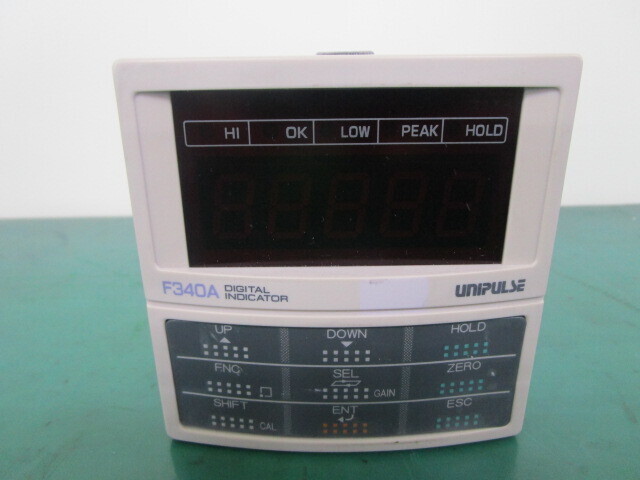 HI OK LOW PEAK HOLD
F340A DIGITAL INDICATOR UNIPULSE
UP DOWN HOLD
FNC SEL GAIN ZERO
SHIFT CAL ENT ESC